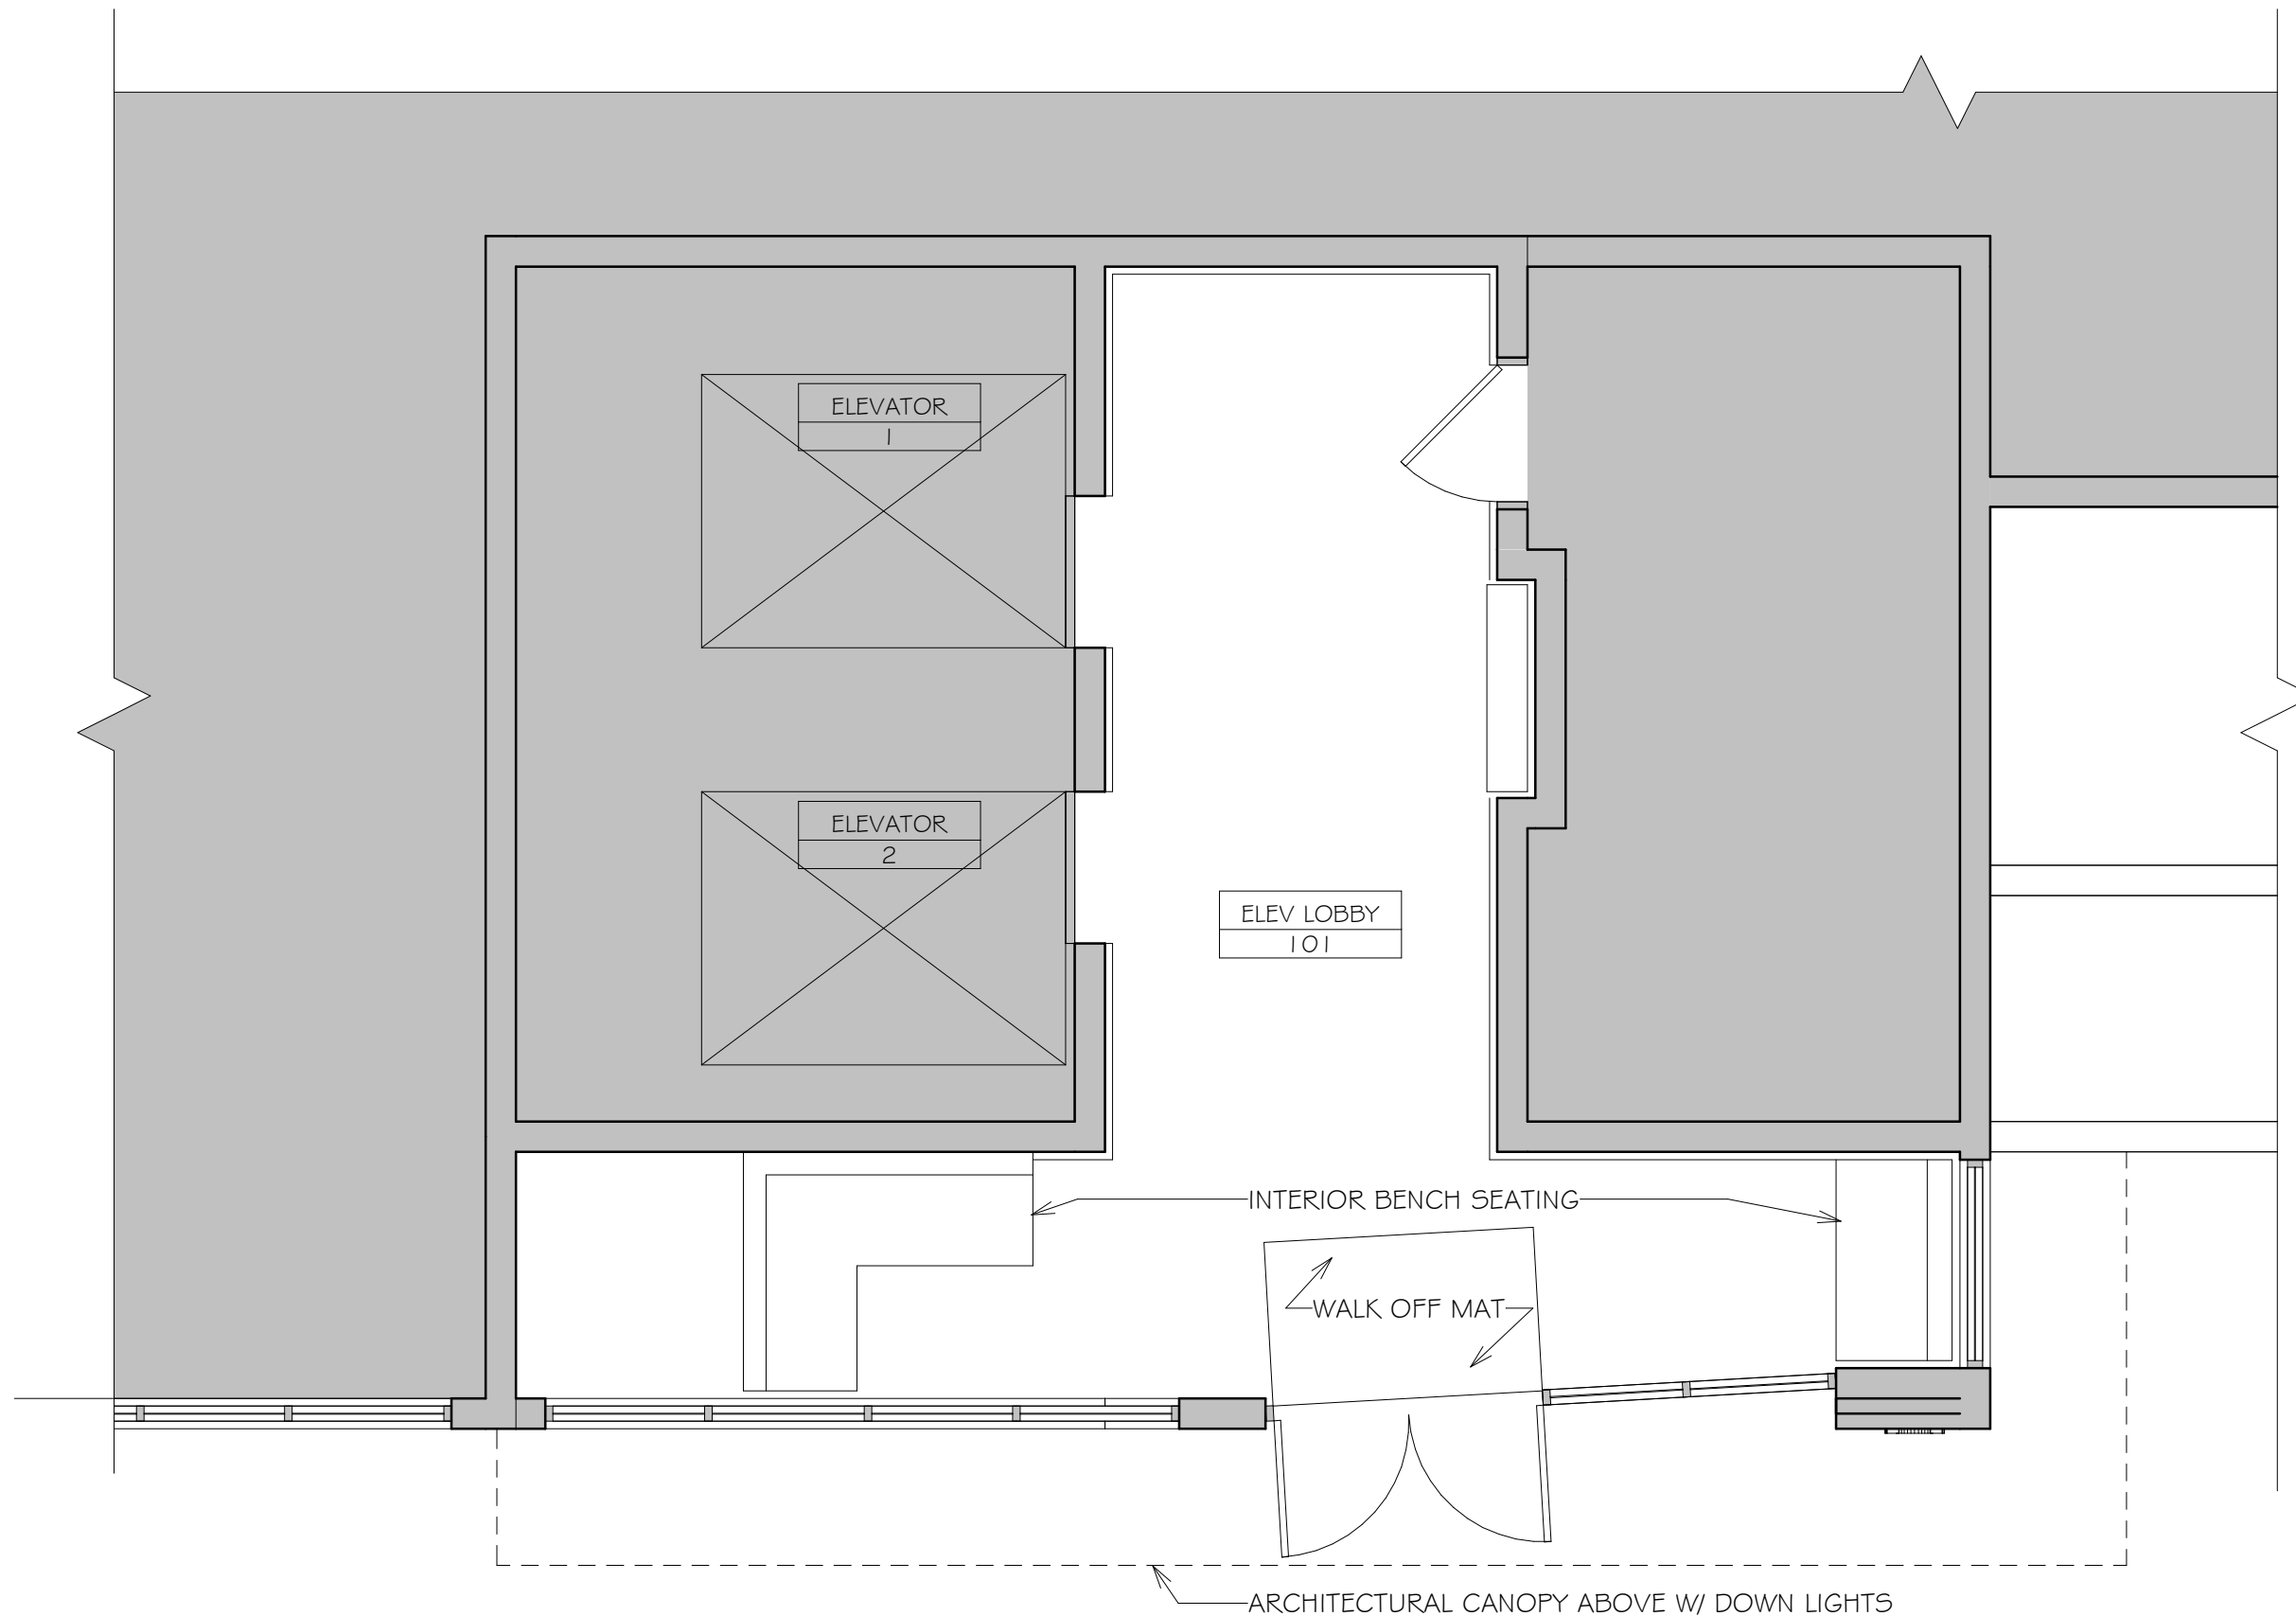 ELEVATOR
1
ELEVATOR
2
ELEV LOBBY
101
INTERIOR BENCH SEATING
WALK OFF MAT
ARCHITECTURAL CANOPY ABOVE W/ DOWN LIGHTS